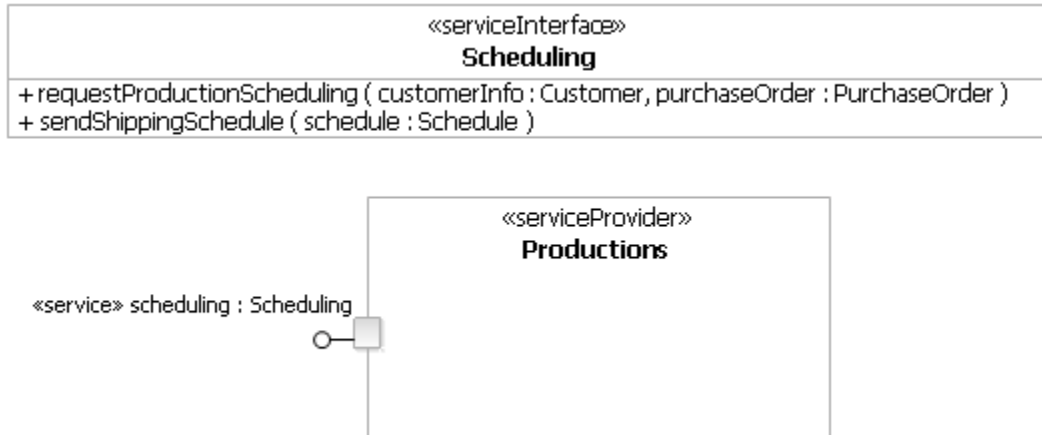 «serviceInterface»
Scheduling
+ requestProductionScheduling ( customerInfo : Customer, purchaseOrder : PurchaseOrder )
+ sendShippingSchedule ( schedule : Schedule )
«serviceProvider»
Productions
«service» scheduling : Scheduling